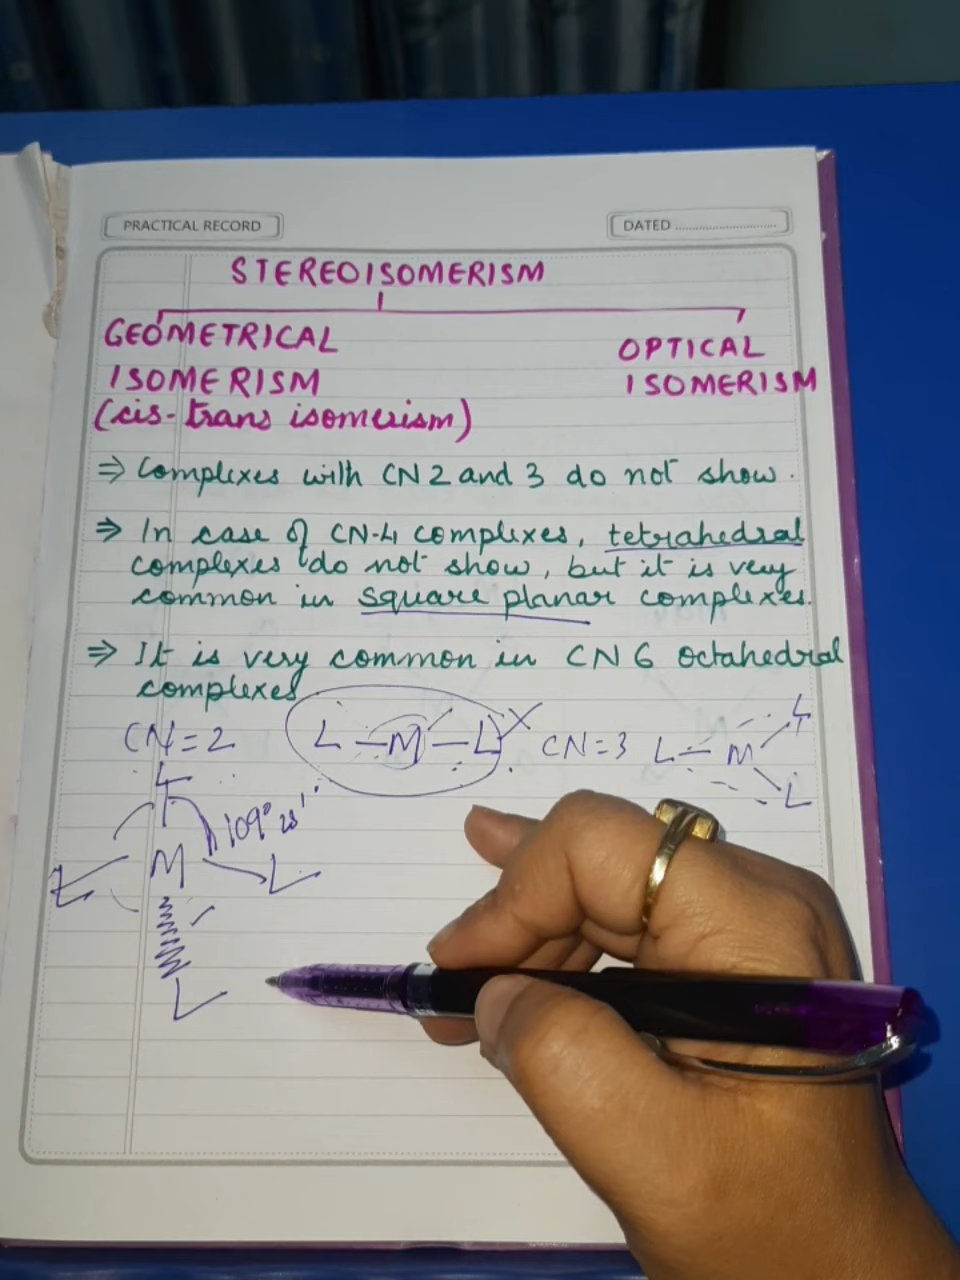 PRACTICAL RECORD
DATED
STEREOISOMERISM
GEOMETRICAL
ISOMERISM
(cis-trans isomerism)
OPTICAL
ISOMERISM
⇒ Complexes with CN 2 and 3 do not show.
⇒ In case of CN-4 complexes, tetrahedral
complexes do not show, but it is very
common in square planar complexes.
⇒ It is very common in CN 6 octahedral
complexes
CN=2
L — M — L X
CN=3
L — M
L
L
L
109° 28'
L M L
L